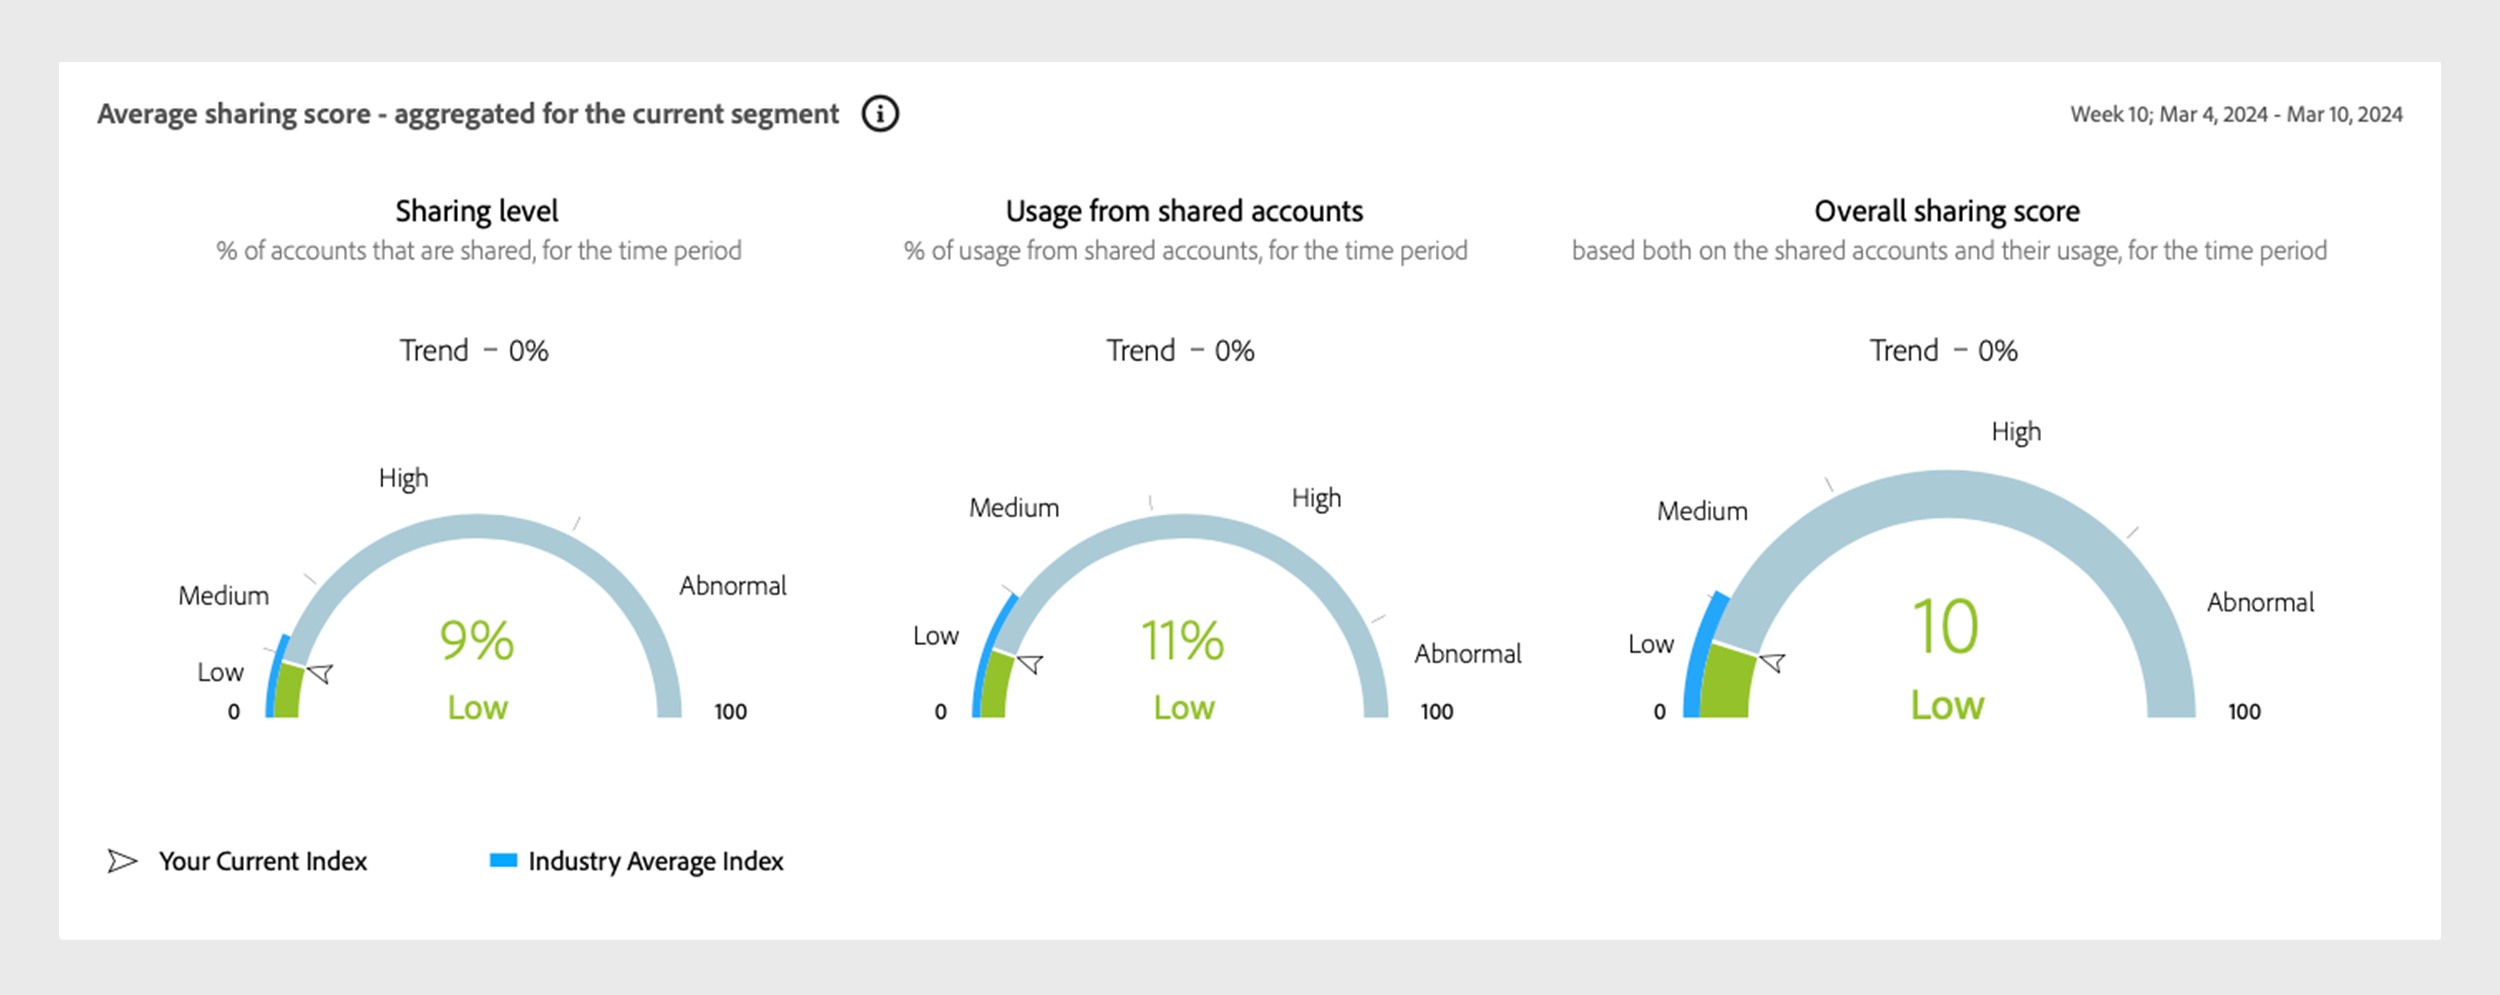 Average sharing score - aggregated for the current segment
Week 10; Mar 4, 2024 - Mar 10, 2024
Sharing level
% of accounts that are shared, for the time period
Trend – 0%
High
Medium
Abnormal
Low
0
9%
Low
100
Usage from shared accounts
% of usage from shared accounts, for the time period
Trend – 0%
Medium
High
Low
Abnormal
0
11%
Low
100
Overall sharing score
based both on the shared accounts and their usage, for the time period
Trend – 0%
High
Medium
Abnormal
Low
0
10
Low
100
Your Current Index
Industry Average Index